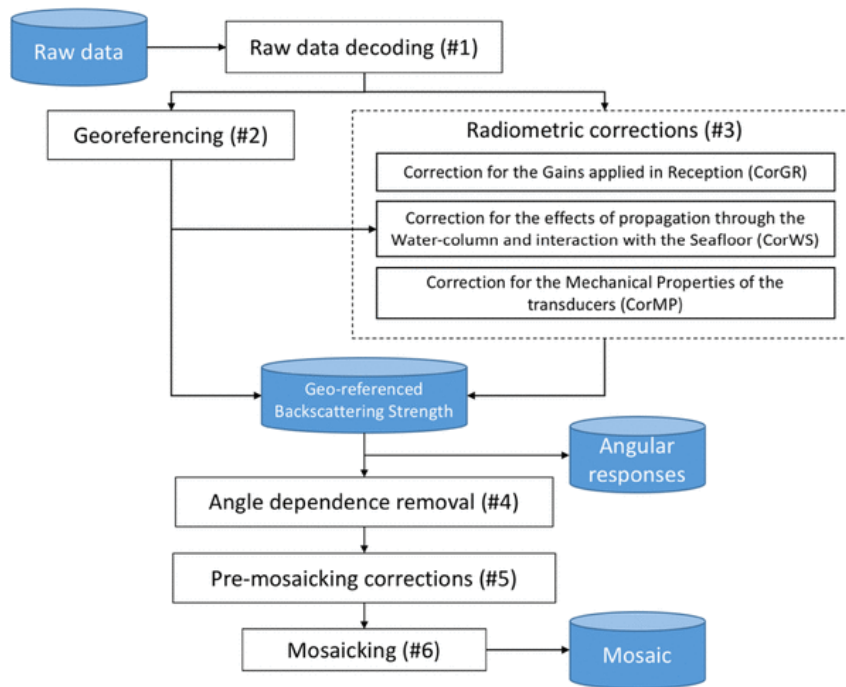 Raw data
Raw data decoding (#1)
Georeferencing (#2)
Radiometric corrections (#3)
Correction for the Gains applied in Reception (CorGR)
Correction for the effects of propagation through the
Water-column and interaction with the Seafloor (CorWS)
Correction for the Mechanical Properties of the
transducers (CorMP)
Geo-referenced
Backscattering Strength
Angular
responses
Angle dependence removal (#4)
Pre-mosaicking corrections (#5)
Mosaicking (#6)
Mosaic